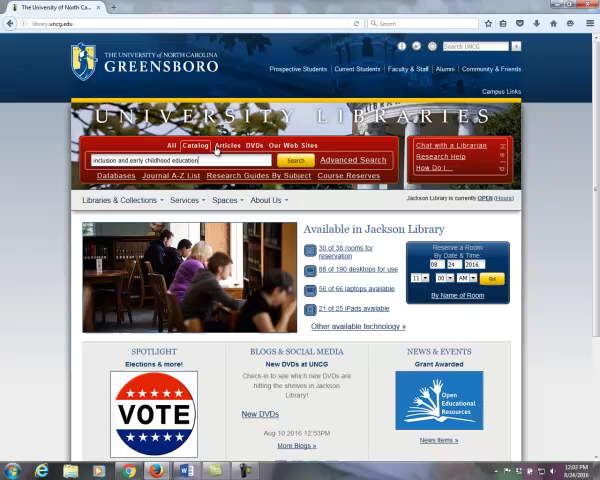 The University of North Ca...
library.uncg.edu
Search
THE UNIVERSITY OF NORTH CAROLINA
GREENSBORO
Search UNCG
Prospective Students | Current Students | Faculty & Staff | Alumni | Community & Friends
Campus Links
UNIVERSITY LIBRARIES
All Catalog Articles DVDs Our Web Sites
inclusion and early childhood education
Search
Advanced Search
Databases Journal A-Z List Research Guides By Subject Course Reserves
Chat with a Librarian
Research Help
How Do I...
Help
Libraries & Collections Services Spaces About Us
Jackson Library is currently OPEN (Hours)
Available in Jackson Library
30 of 38 rooms for
reservation
68 of 190 desktops for use
56 of 66 laptops available
21 of 25 iPads available
Other available technology »
Reserve a Room
By Date & Time:
08 24 2016
11 : 00 AM Go!
By Name of Room
SPOTLIGHT
Elections & more!
VOTE
BLOGS & SOCIAL MEDIA
New DVDs at UNCG
Check-in to see which new DVDs are
hitting the shelves in Jackson
Library!
New DVDs
Aug 10 2016 12:53PM
More Blogs »
NEWS & EVENTS
Grant Awarded
Open
Educational
Resources
News Items »
12:03 PM
8/24/2016